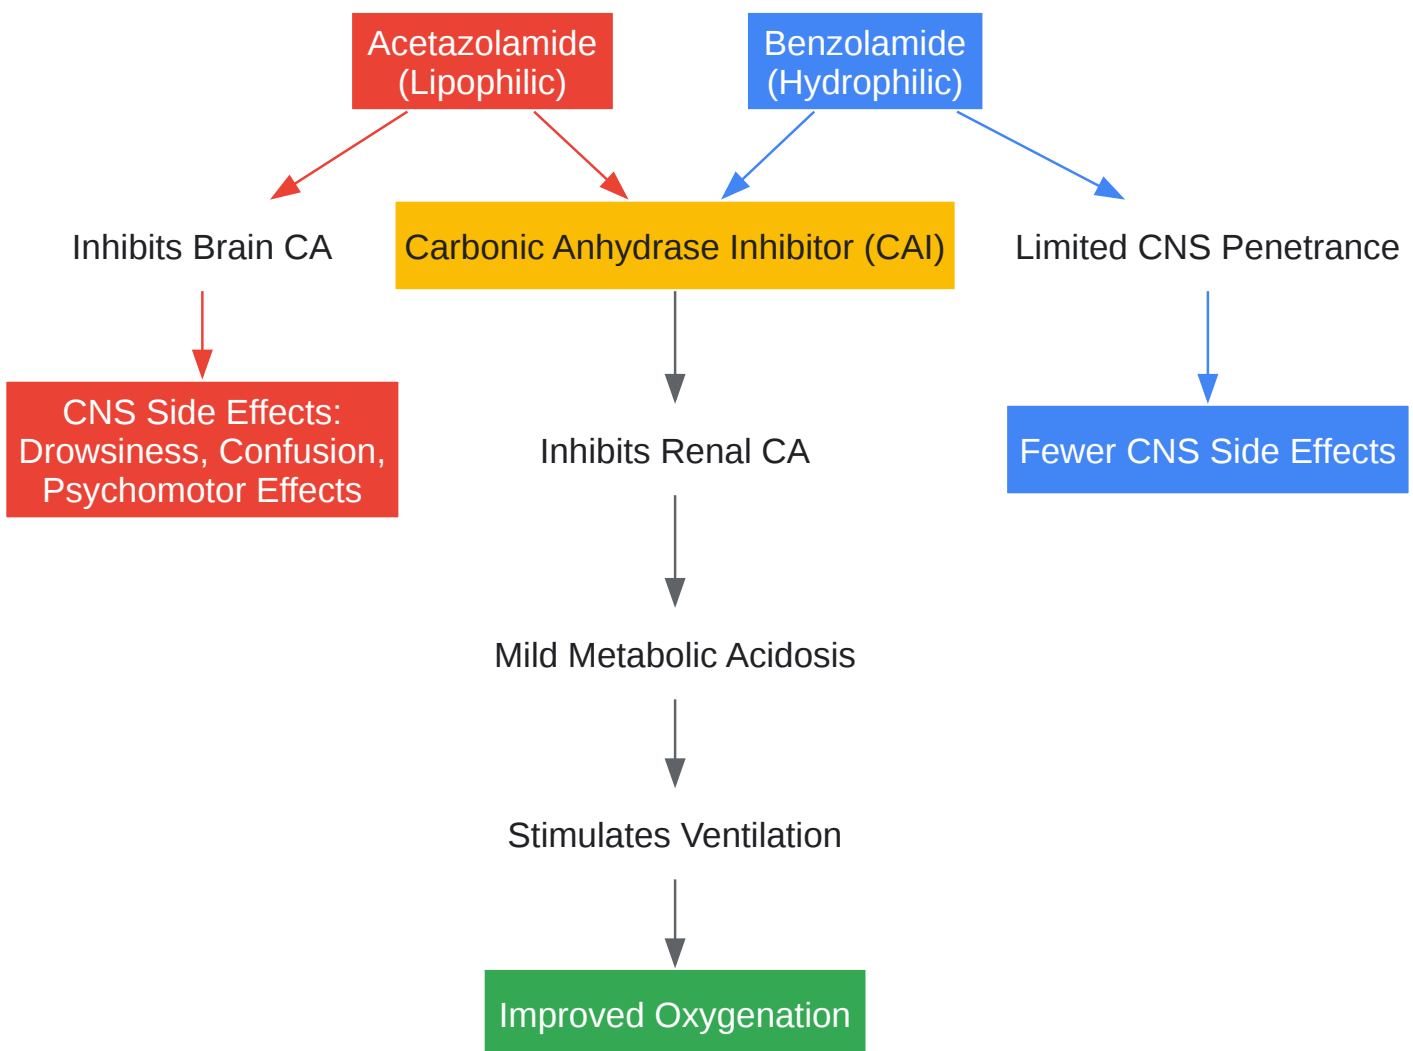 Acetazolamide
(Lipophilic)
Benzolamide
(Hydrophilic)
Inhibits Brain CA
Carbonic Anhydrase Inhibitor (CAI)
Limited CNS Penetrance
CNS Side Effects:
Drowsiness, Confusion,
Psychomotor Effects
Inhibits Renal CA
Fewer CNS Side Effects
Mild Metabolic Acidosis
Stimulates Ventilation
Improved Oxygenation